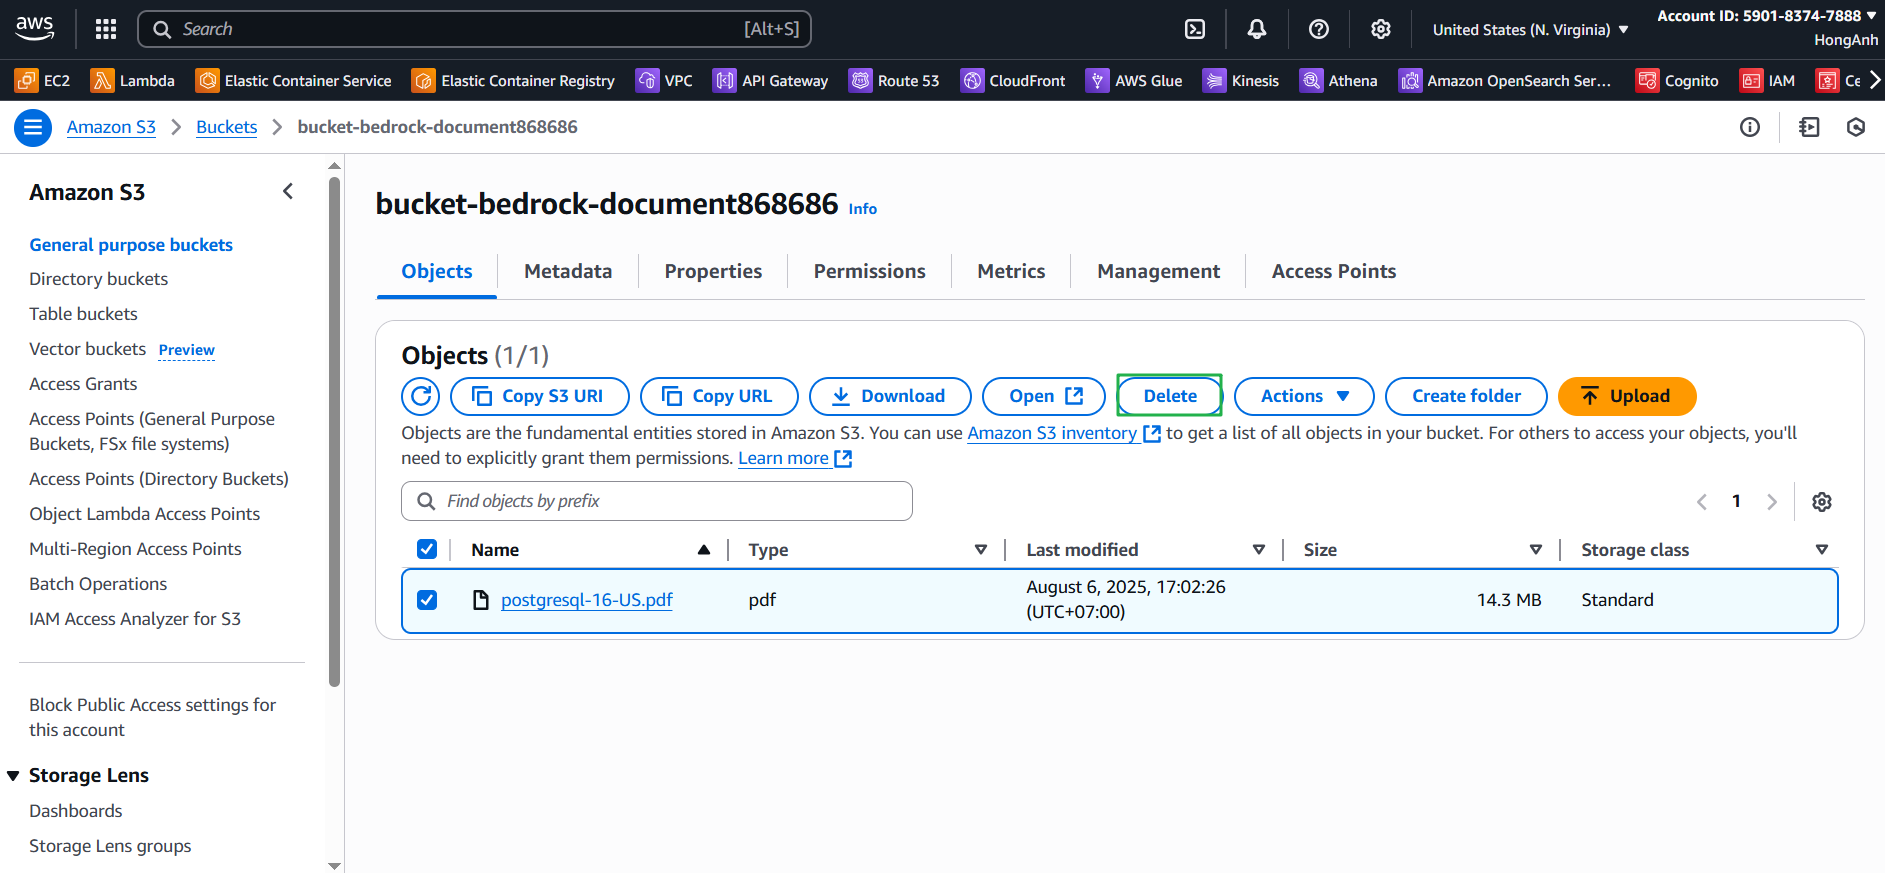 aws
Search [Alt+S]
United States (N. Virginia)
Account ID: 5901-8374-7888
HongAnh
EC2 Lambda Elastic Container Service Elastic Container Registry VPC API Gateway Route 53 CloudFront AWS Glue Kinesis Athena Amazon OpenSearch Ser... Cognito IAM Ce
Amazon S3 Buckets bucket-bedrock-document868686
Amazon S3
General purpose buckets
Directory buckets
Table buckets
Vector buckets Preview
Access Grants
Access Points (General Purpose
Buckets, FSx file systems)
Access Points (Directory Buckets)
Object Lambda Access Points
Multi-Region Access Points
Batch Operations
IAM Access Analyzer for S3
Block Public Access settings for
this account
Storage Lens
Dashboards
Storage Lens groups
bucket-bedrock-document868686 Info
Objects Metadata Properties Permissions Metrics Management Access Points
Objects (1/1)
Copy S3 URI Copy URL Download Open Delete Actions Create folder Upload
Objects are the fundamental entities stored in Amazon S3. You can use Amazon S3 inventory to get a list of all objects in your bucket. For others to access your objects, you'll
need to explicitly grant them permissions. Learn more
Find objects by prefix
1
Name Type Last modified Size Storage class
postgresql-16-US.pdf pdf August 6, 2025, 17:02:26 14.3 MB Standard
(UTC+07:00)